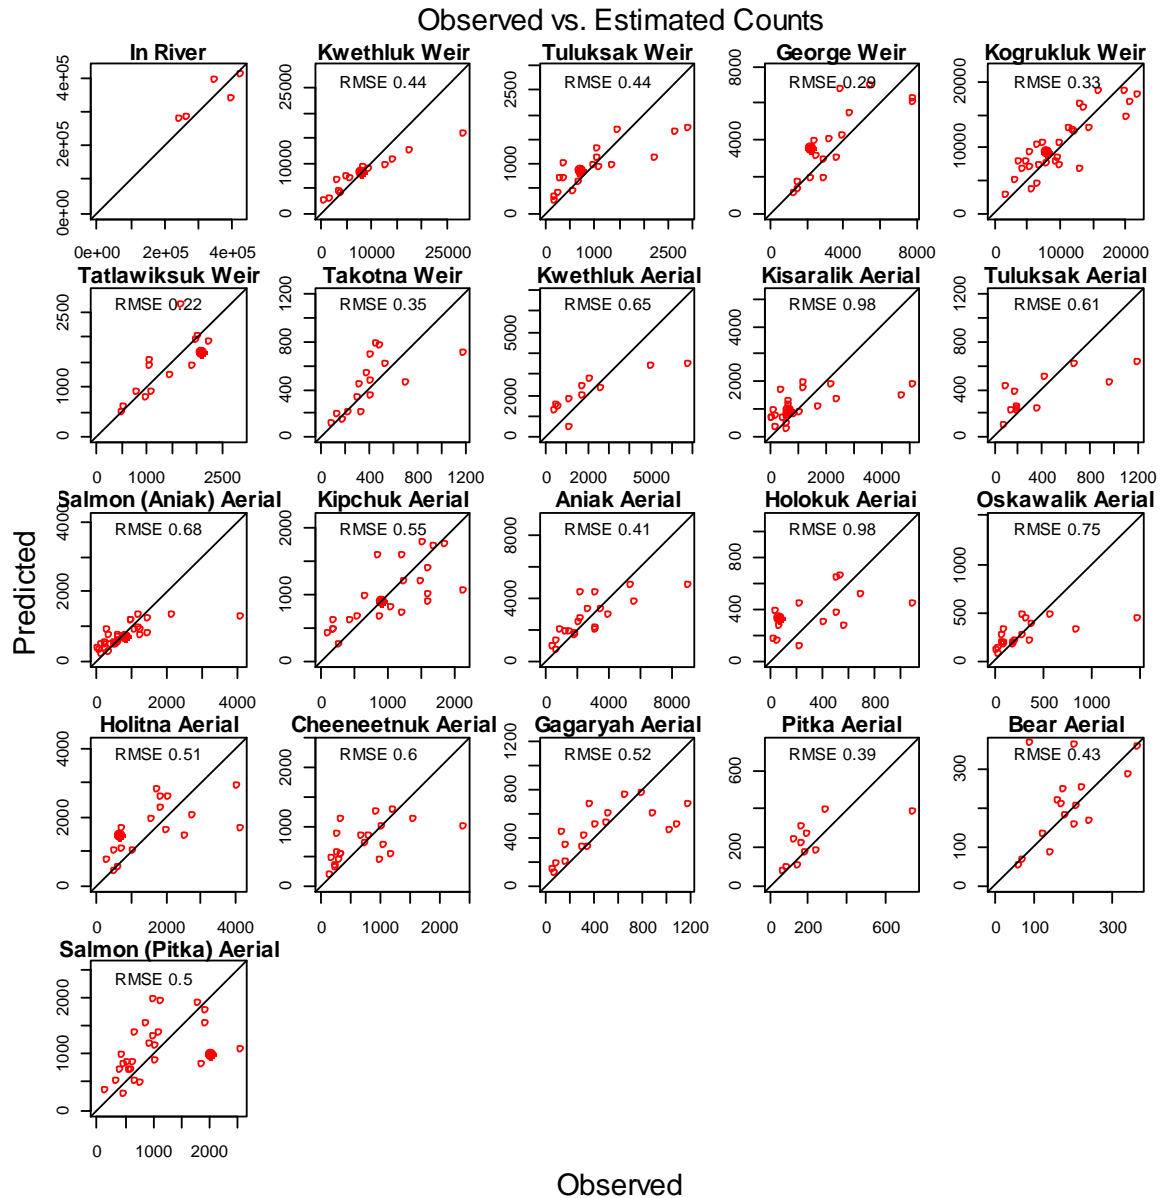 Observed vs. Estimated Counts
In River
0e+00 2e+05 4e+05
0e+00 2e+05 4e+05
Kwethluk Weir
RMSE 0.44
0 10000 25000
0 10000 25000
Tuluksak Weir
RMSE 0.44
0 1000 2500
0 1000 2500
George Weir
RMSE 0.29
0 4000 8000
0 4000 8000
Kogrukluk Weir
RMSE 0.33
0 10000 20000
0 10000 20000
Tatlawiksuk Weir
RMSE 0.22
0 1000 2500
0 1000 2500
Takotna Weir
RMSE 0.35
0 400 800 1200
0 400 800 1200
Kwethluk Aerial
RMSE 0.65
0 2000 5000
0 2000 5000
Kisaralik Aerial
RMSE 0.98
0 2000 4000
0 2000 4000
Tuluksak Aerial
RMSE 0.61
0 400 800 1200
0 400 800 1200
Salmon (Aniak) Aerial
RMSE 0.68
0 2000 4000
0 2000 4000
Kipchuk Aerial
RMSE 0.55
0 1000 2000
0 1000 2000
Aniak Aerial
RMSE 0.41
0 4000 8000
0 2000 4000 6000 8000
Holokuk Aeriai
RMSE 0.98
0 400 800
0 400 800
Oskawalik Aerial
RMSE 0.75
0 500 1000
0 500 1000
Holitna Aerial
RMSE 0.51
0 2000 4000
0 1000 2000 3000 4000
Cheeneetnuk Aerial
RMSE 0.6
0 1000 2000
0 1000 2000
Gagaryah Aerial
RMSE 0.52
0 400 800 1200
0 400 800 1200
Pitka Aerial
RMSE 0.39
0 200 600
0 200 400 600
Bear Aerial
RMSE 0.43
0 100 300
0 100 300
Salmon (Pitka) Aerial
RMSE 0.5
0 1000 2000
0 1000 2000
Predicted
Observed